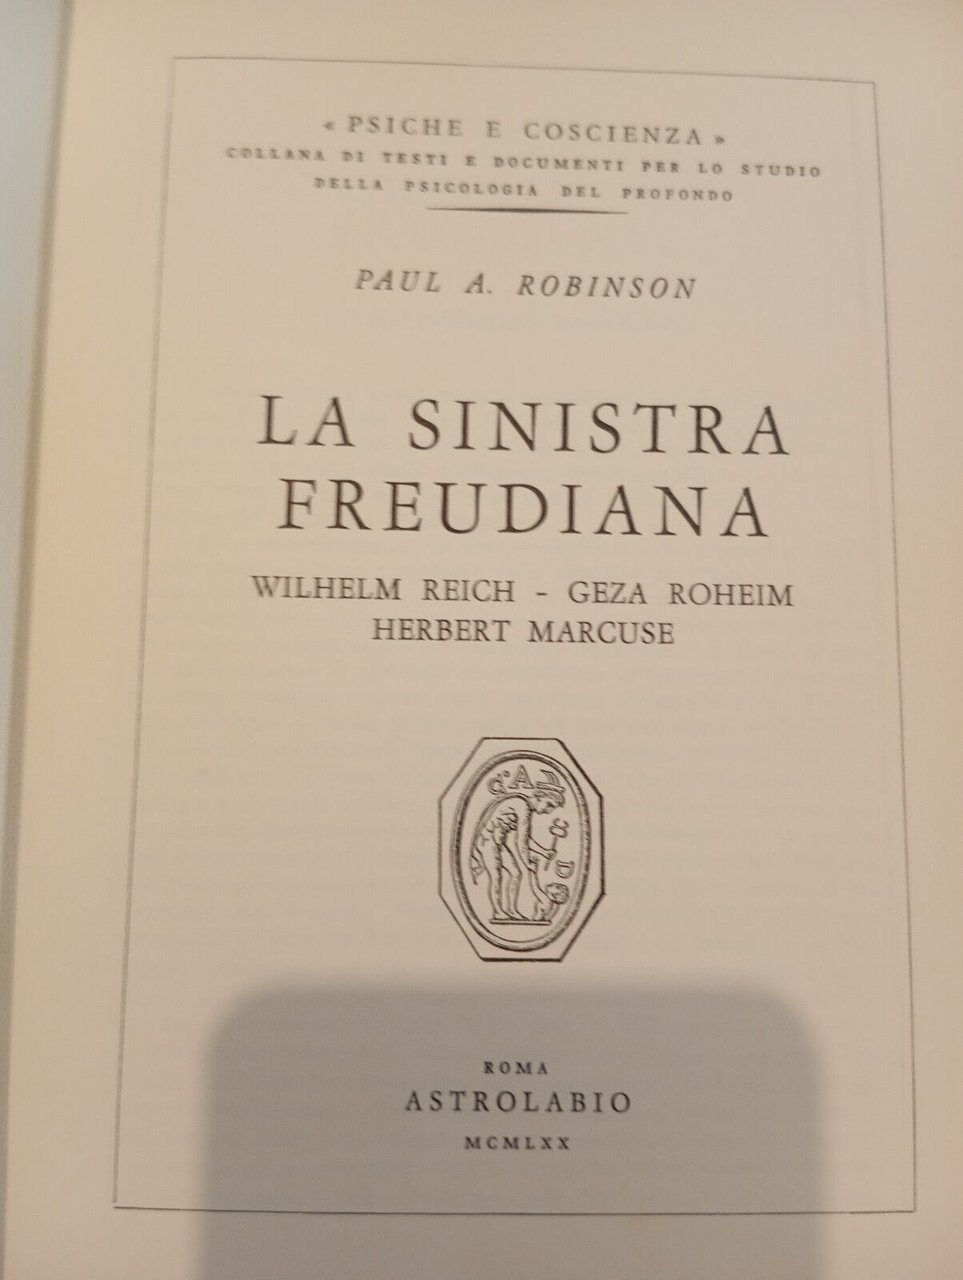 « PSICHE E COSCIENZA »
COLLANA DI TESTI E DOCUMENTI PER LO STUDIO
DELLA PSICOLOGIA DEL PROFONDO
PAUL A. ROBINSON
LA SINISTRA
FREUDIANA
WILHELM REICH - GEZA ROHEIM
HERBERT MARCUSE
ROMA
ASTROLABIO
MCMLXX